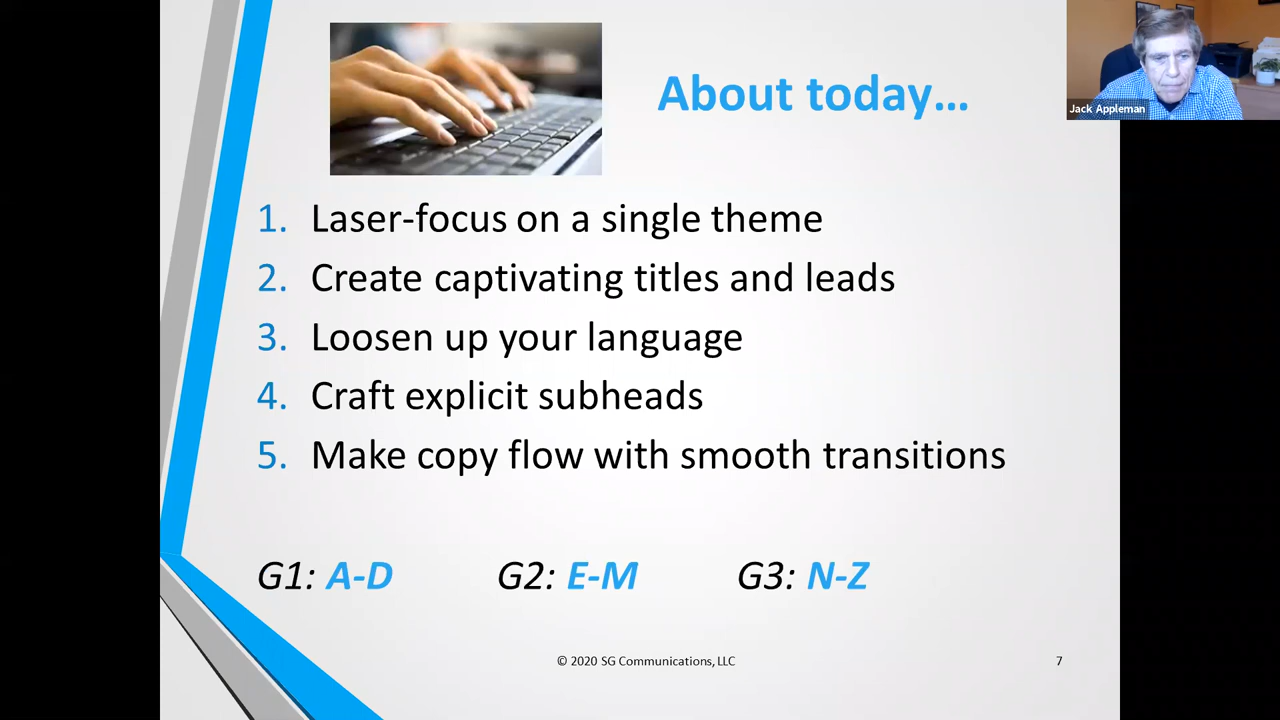 About today…
Jack Appleman
1. Laser-focus on a single theme
2. Create captivating titles and leads
3. Loosen up your language
4. Craft explicit subheads
5. Make copy flow with smooth transitions
G1: A-D G2: E-M G3: N-Z
© 2020 SG Communications, LLC 7